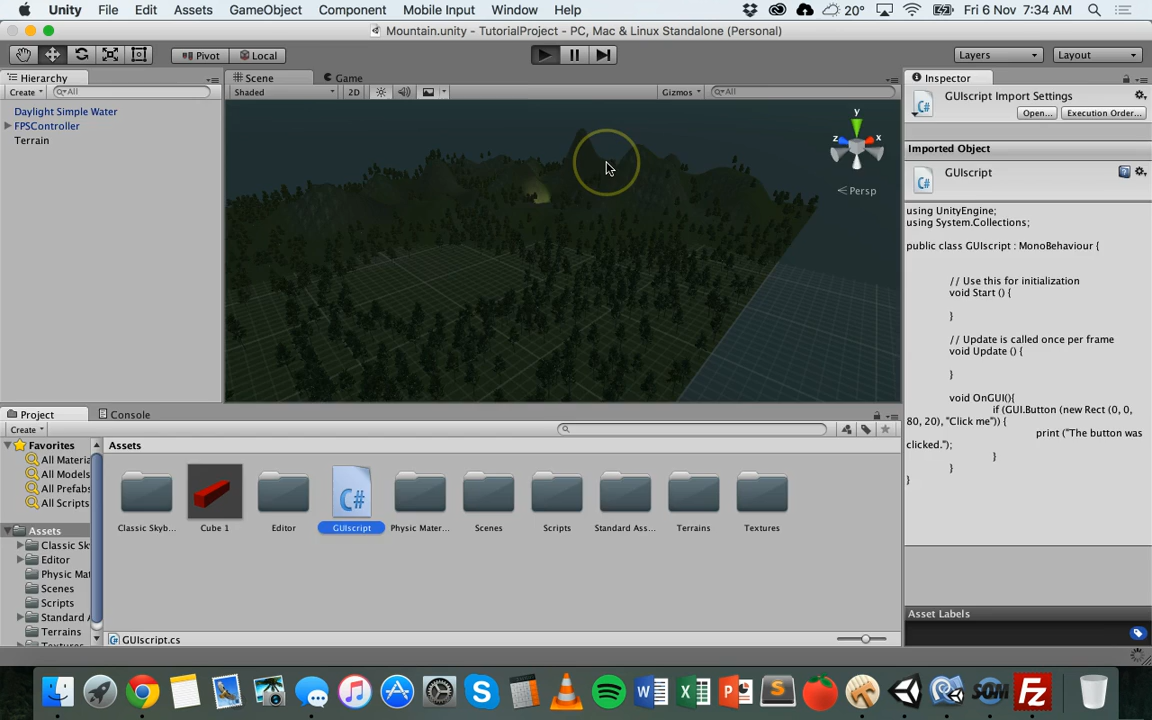 Unity File Edit Assets GameObject Component Mobile Input Window Help 20° Fri 6 Nov 7:34 AM
Mountain.unity - TutorialProject - PC, Mac & Linux Standalone (Personal)
Pivot Local Layers Layout
Hierarchy Scene Game Inspector
Create All Shaded 2D Gizmos All
GUIscript Import Settings
Open... Execution Order...
Daylight Simple Water
FPSController
Terrain
y
z x
Persp
Imported Object
GUIscript
using UnityEngine;
using System.Collections;
public class GUIscript : MonoBehaviour {
// Use this for initialization
void Start () {
}
// Update is called once per frame
void Update () {
}
void OnGUI(){
if (GUI.Button (new Rect (0, 0,
80, 20), "Click me")) {
print ("The button was
clicked.");
}
}
}
Project Console
Create
Favorites
All Materia
All Models
All Prefabs
All Scripts
Assets
Classic Sk
Editor
Physic Mat
Scenes
Scripts
Standard A
Terrains
Textures
Assets
C#
Classic Skyb... Cube 1 Editor GUIscript Physic Mater... Scenes Scripts Standard Ass... Terrains Textures
GUIscript.cs
Asset Labels
W X P S SOM Fz